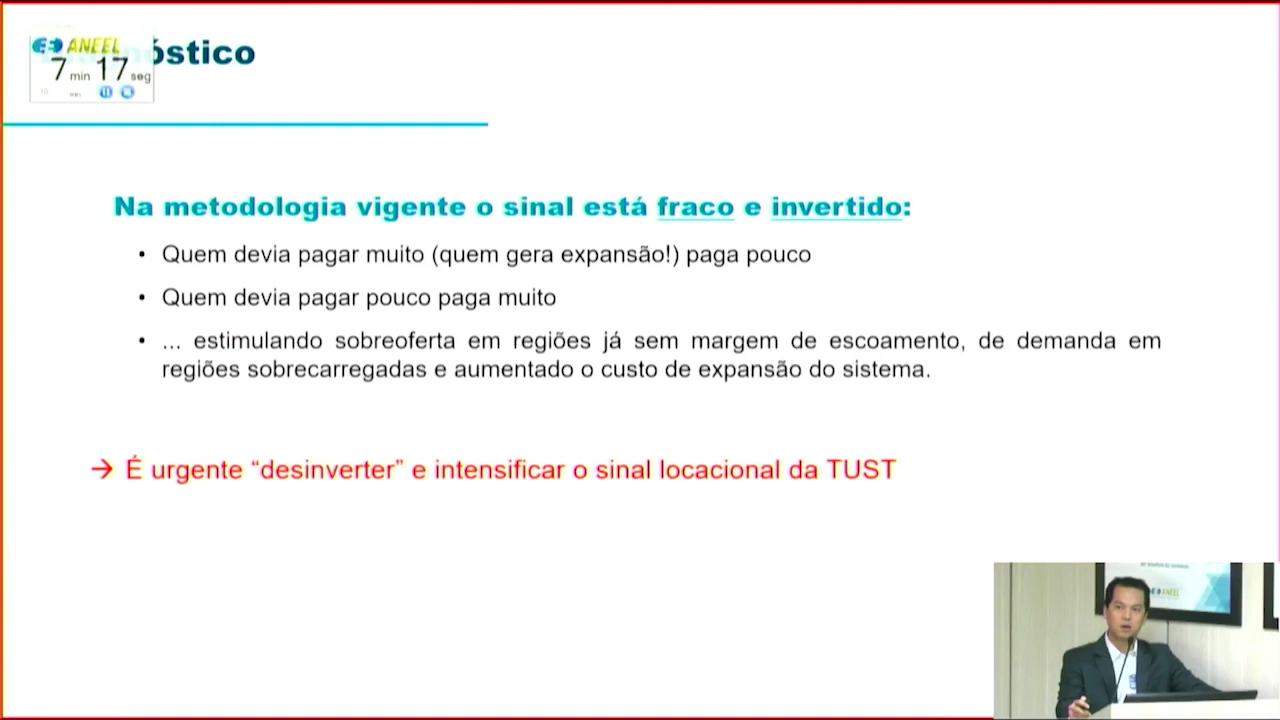 ANEEL
óstico
7 min 17 seg
Na metodologia vigente o sinal está fraco e invertido:
• Quem devia pagar muito (quem gera expansão!) paga pouco
• Quem devia pagar pouco paga muito
• ... estimulando sobreoferta em regiões já sem margem de escoamento, de demanda em
regiões sobrecarregadas e aumentado o custo de expansão do sistema.
→ É urgente “desinverter” e intensificar o sinal locacional da TUST
ANEEL